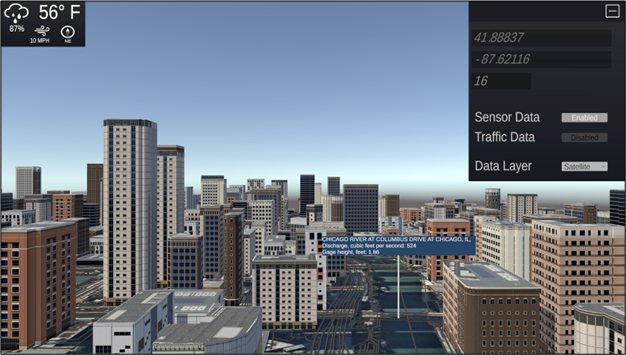 56° F
87%
10 MPH
NE
41.88837
-87.62116
16
Sensor Data Enabled
Traffic Data Disabled
Data Layer Satellite
CHICAGO RIVER AT COLUMBUS DRIVE AT CHICAGO, IL,
Discharge, cubic feet per second: 524
Gage height, feet: 1.86